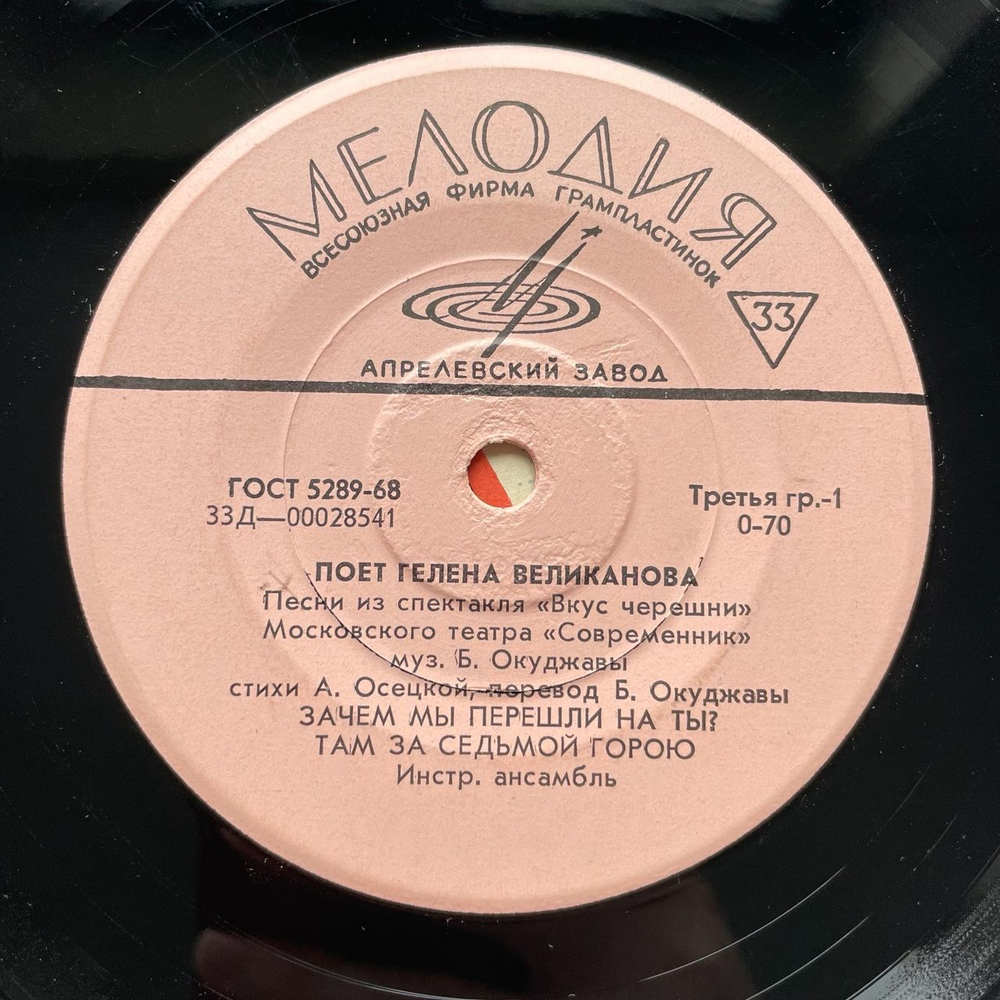 МЕЛОДИЯ
ВСЕСОЮЗНАЯ ФИРМА ГРАМПЛАСТИНОК
33
АПРЕЛЕВСКИЙ ЗАВОД
ГОСТ 5289-68
33Д—00028541
Третья гр.-1
0-70
ПОЕТ ГЕЛЕНА ВЕЛИКАНОВА
Песни из спектакля «Вкус черешни»
Московского театра «Современник»
муз. Б. Окуджавы
стихи А. Осецкой, перевод Б. Окуджавы
ЗАЧЕМ МЫ ПЕРЕШЛИ НА ТЫ?
ТАМ ЗА СЕДЬМОЙ ГОРОЮ
Инстр. ансамбль